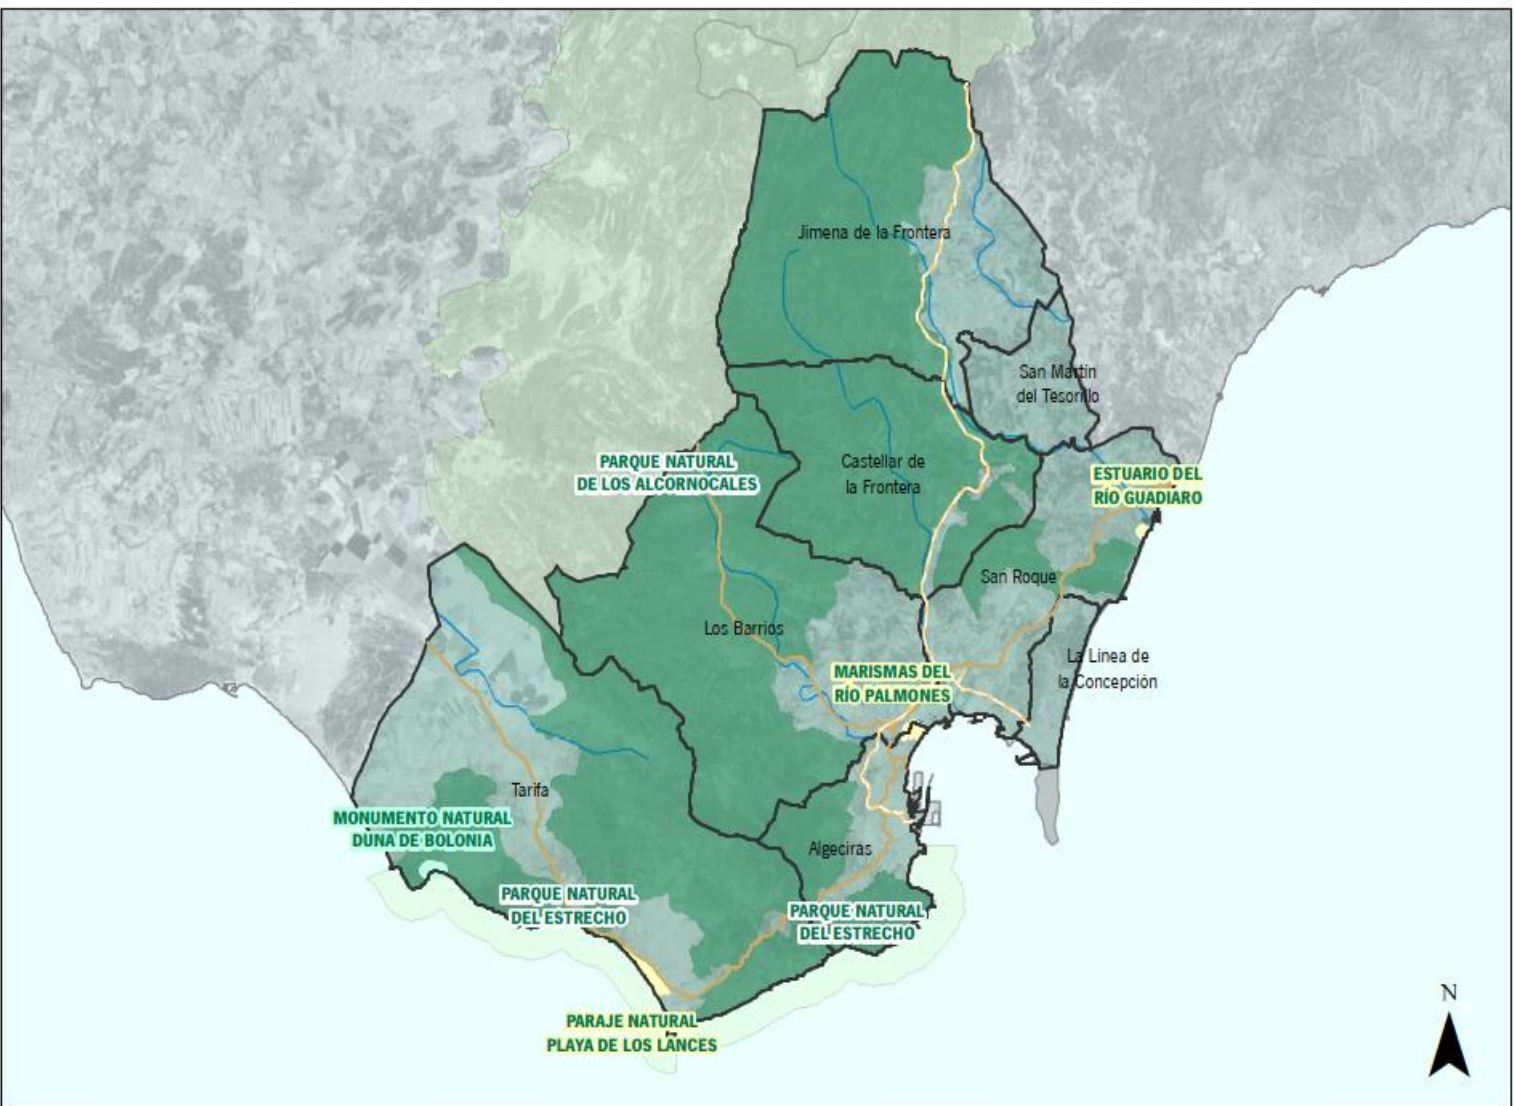 Jimena de la Frontera
San Martín
del Tesorillo
PARQUE NATURAL
DE LOS ALCORNOCALES
Castellar de
la Frontera
ESTUARIO DEL
RÍO GUADIARO
San Roque
Los Barrios
La Línea de
la Concepción
MARISMAS DEL
RÍO PALMONES
Tarifa
MONUMENTO NATURAL
DUNA DE BOLONIA
Algeciras
PARQUE NATURAL
DEL ESTRECHO
PARQUE NATURAL
DEL ESTRECHO
PARAJE NATURAL
PLAYA DE LOS LANCES
N